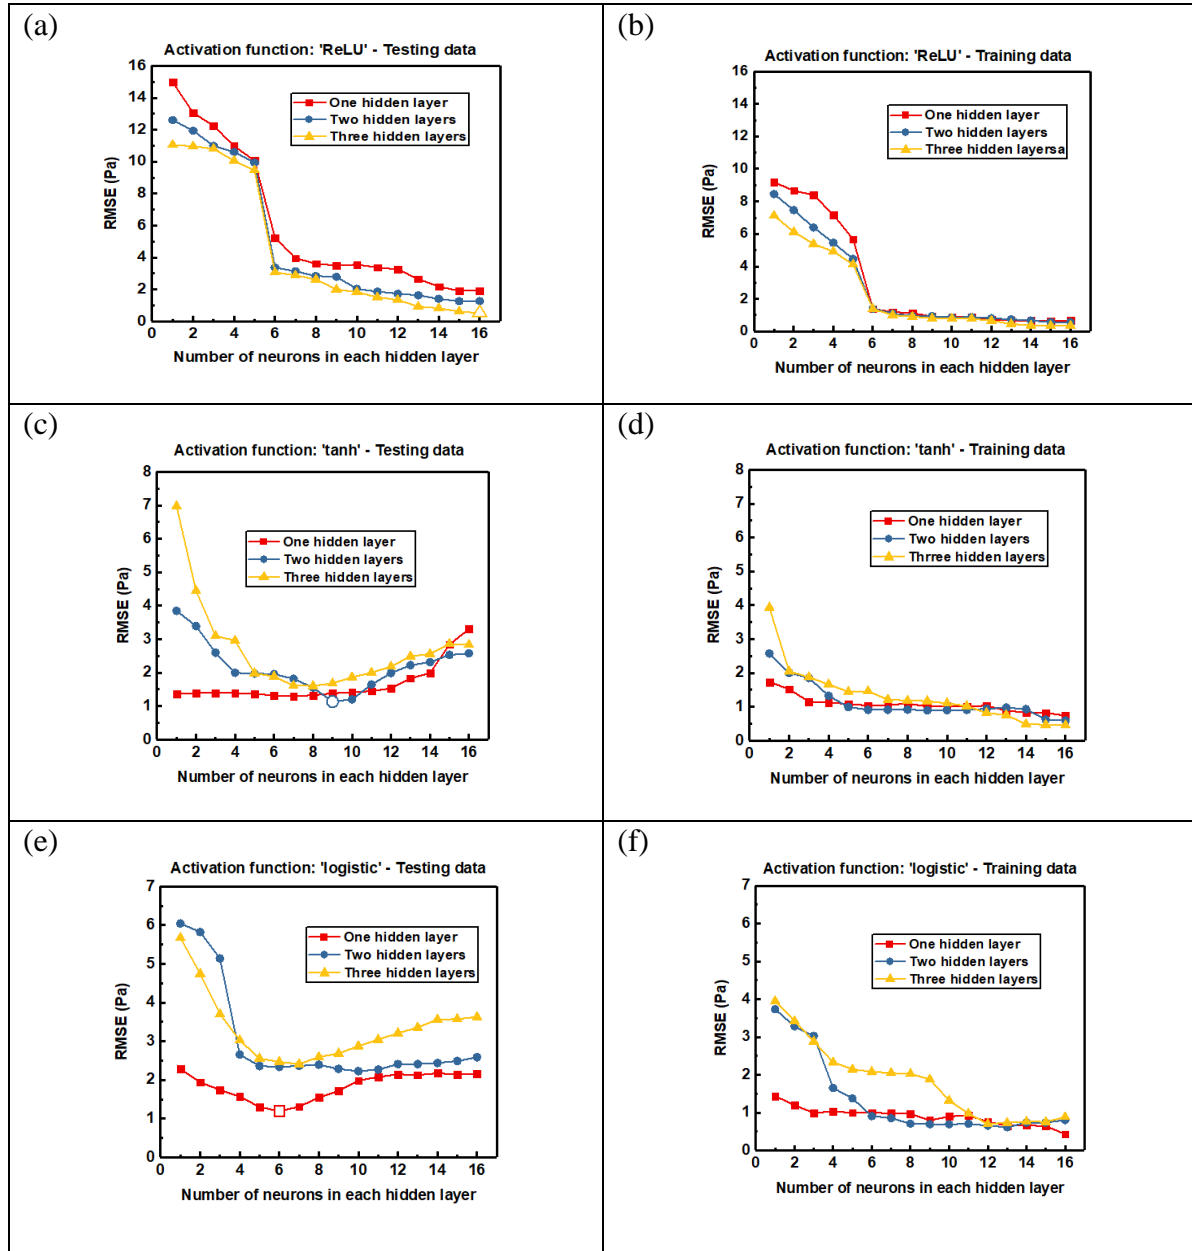 (a)
Activation function: 'ReLU' - Testing data
16
14
12
10
8
6
4
2
0
RMSE (Pa)
One hidden layer
Two hidden layers
Three hidden layers
0 2 4 6 8 10 12 14 16
Number of neurons in each hidden layer
(b)
Activation function: 'ReLU' - Training data
16
14
12
10
8
6
4
2
0
RMSE (Pa)
One hidden layer
Two hidden layers
Three hidden layersa
0 2 4 6 8 10 12 14 16
Number of neurons in each hidden layer
(c)
Activation function: 'tanh' - Testing data
8
7
6
5
4
3
2
1
0
RMSE (Pa)
One hidden layer
Two hidden layers
Three hidden layers
0 2 4 6 8 10 12 14 16
Number of neurons in each hidden layer
(d)
Activation function: 'tanh' - Training data
8
7
6
5
4
3
2
1
0
RMSE (Pa)
One hidden layer
Two hidden layers
Thrree hidden layers
0 2 4 6 8 10 12 14 16
Number of neurons in each hidden layer
(e)
Activation function: 'logistic' - Testing data
7
6
5
4
3
2
1
0
RMSE (Pa)
One hidden layer
Two hidden layers
Three hidden layers
0 2 4 6 8 10 12 14 16
Number of neurons in each hidden layer
(f)
Activation function: 'logistic' - Training data
7
6
5
4
3
2
1
0
RMSE (Pa)
One hidden layer
Two hidden layers
Three hidden layers
0 2 4 6 8 10 12 14 16
Number of neurons in each hidden layer